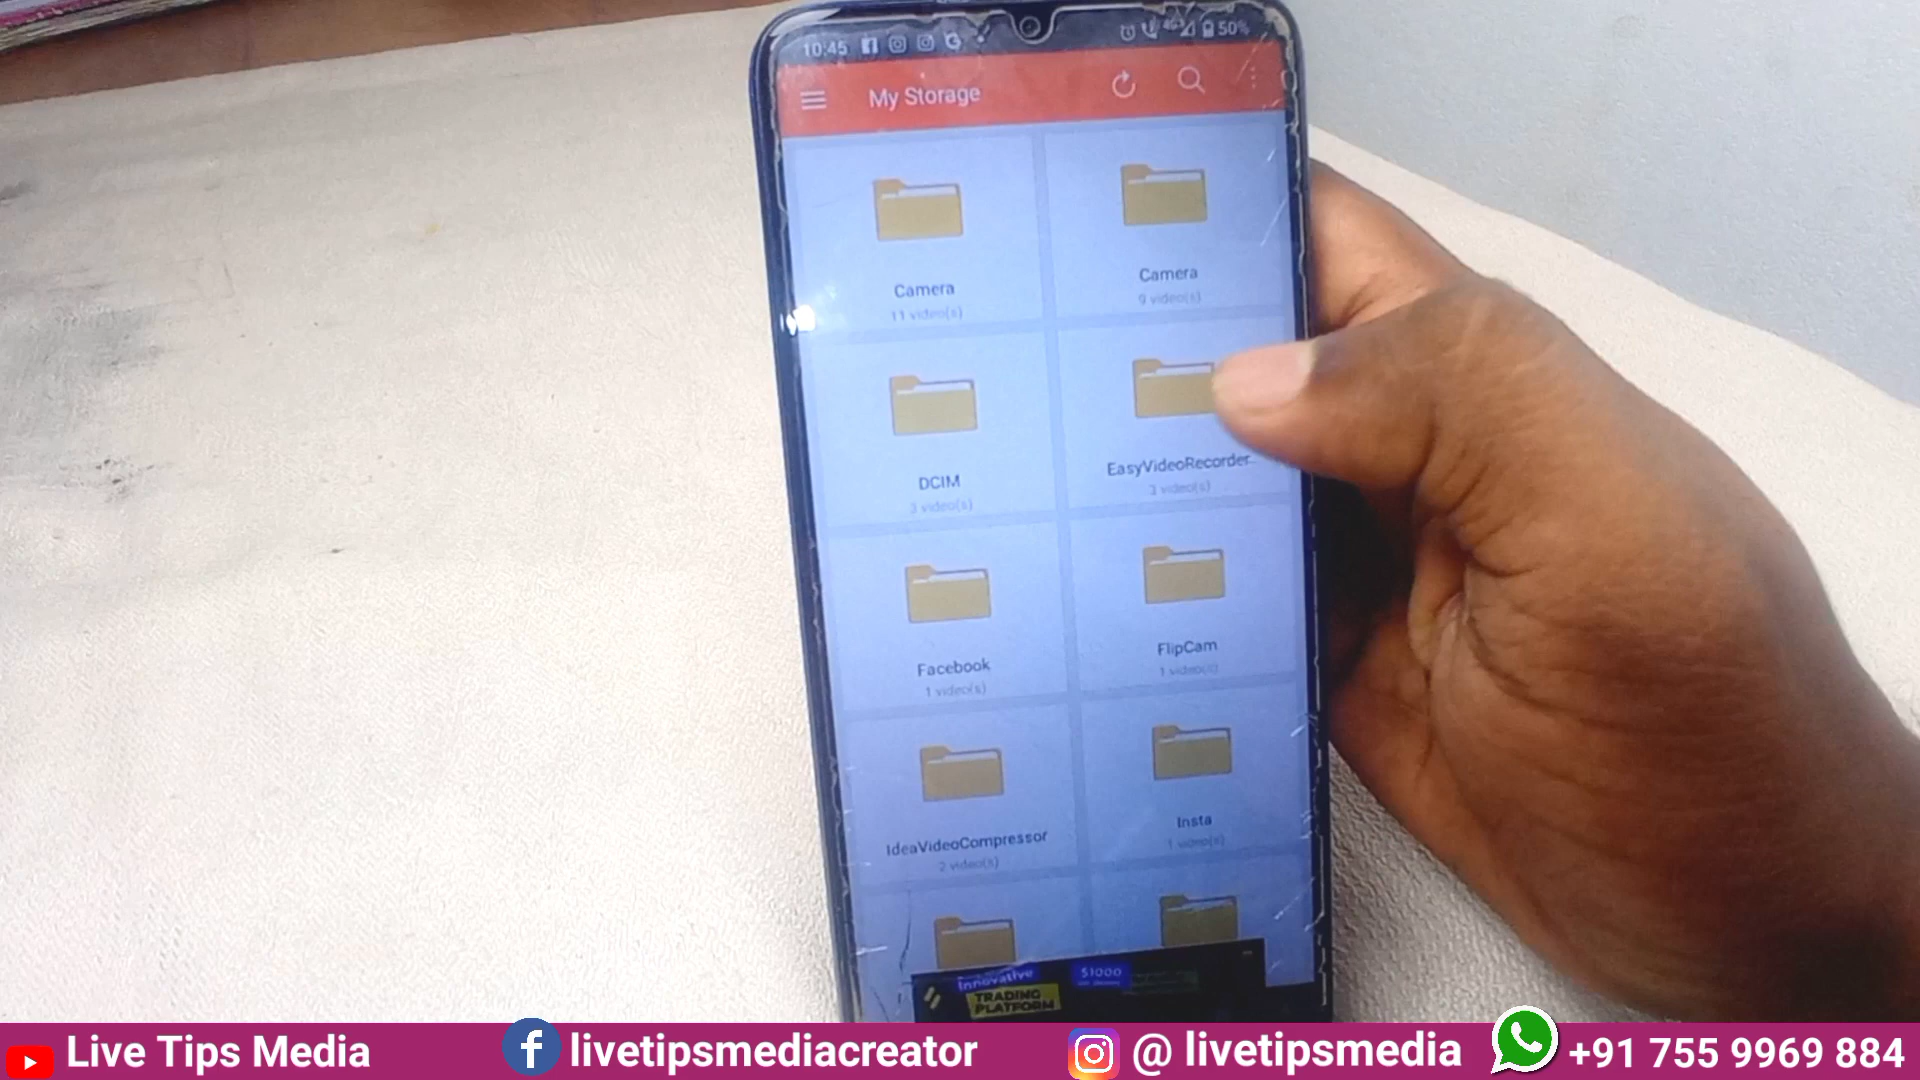 10:45
50%
My Storage
Camera
11 video(s)
Camera
9 video(s)
DCIM
3 video(s)
EasyVideoRecorder..
3 video(s)
Facebook
1 video(s)
FlipCam
1 video(s)
IdeaVideoCompressor
2 video(s)
Insta
1 video(s)
Innovative
TRADING
PLATFORM
$1000
Live Tips Media
livetipsmediacreator
@ livetipsmedia
+91 755 9969 884